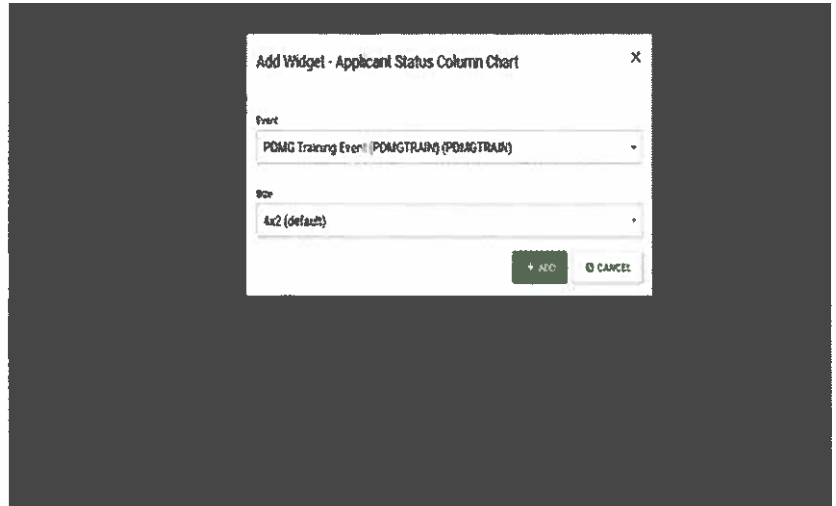 Add Widget - Applicant Status Column Chart X
Event
PDMG Training Event (PDMGTRAIN) (PDMGTRAIN)
Size
4x2 (default)
+ ADD CANCEL